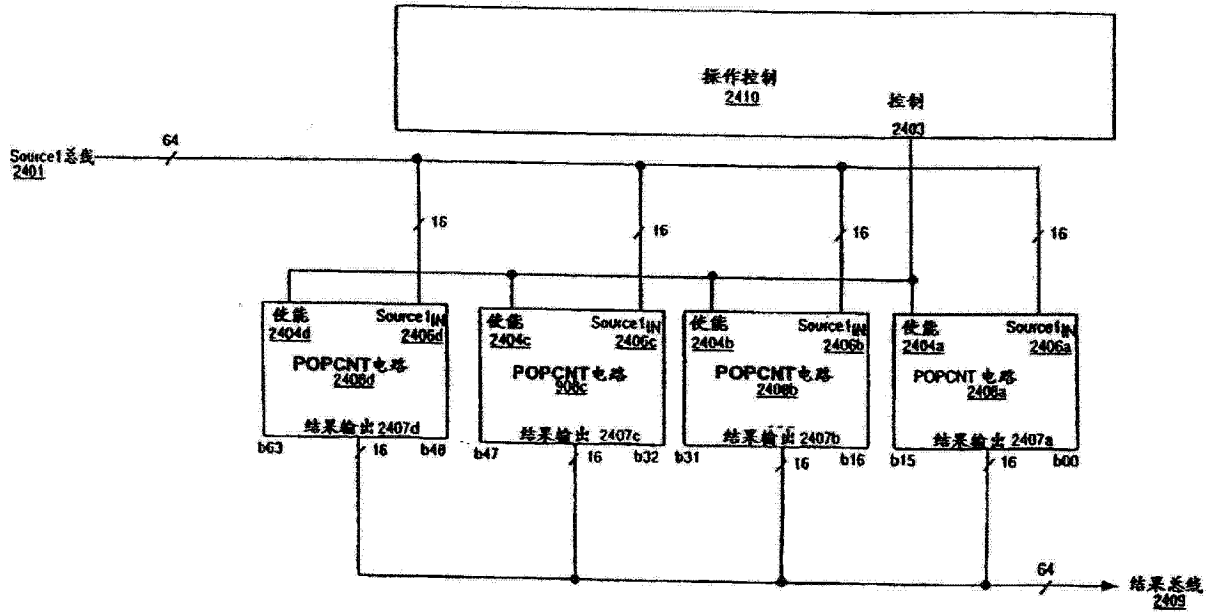 操作控制
2410
控制
2403
Source1总线
2401
64
16
16
16
16
使能
2404d
Source1IN
2406d
POPCNT电路
2408d
结果输出 2407d
使能
2404c
Source1IN
2406c
POPCNT电路
908c
结果输出 2407c
使能
2404b
Source1IN
2406b
POPCNT电路
2408b
结果输出 2407b
使能
2404a
Source1IN
2406a
POPCNT 电路
2408a
结果输出 2407a
b63
16
b48
b47
16
b32
b31
16
b16
b15
16
b00
64
结果总线
2409